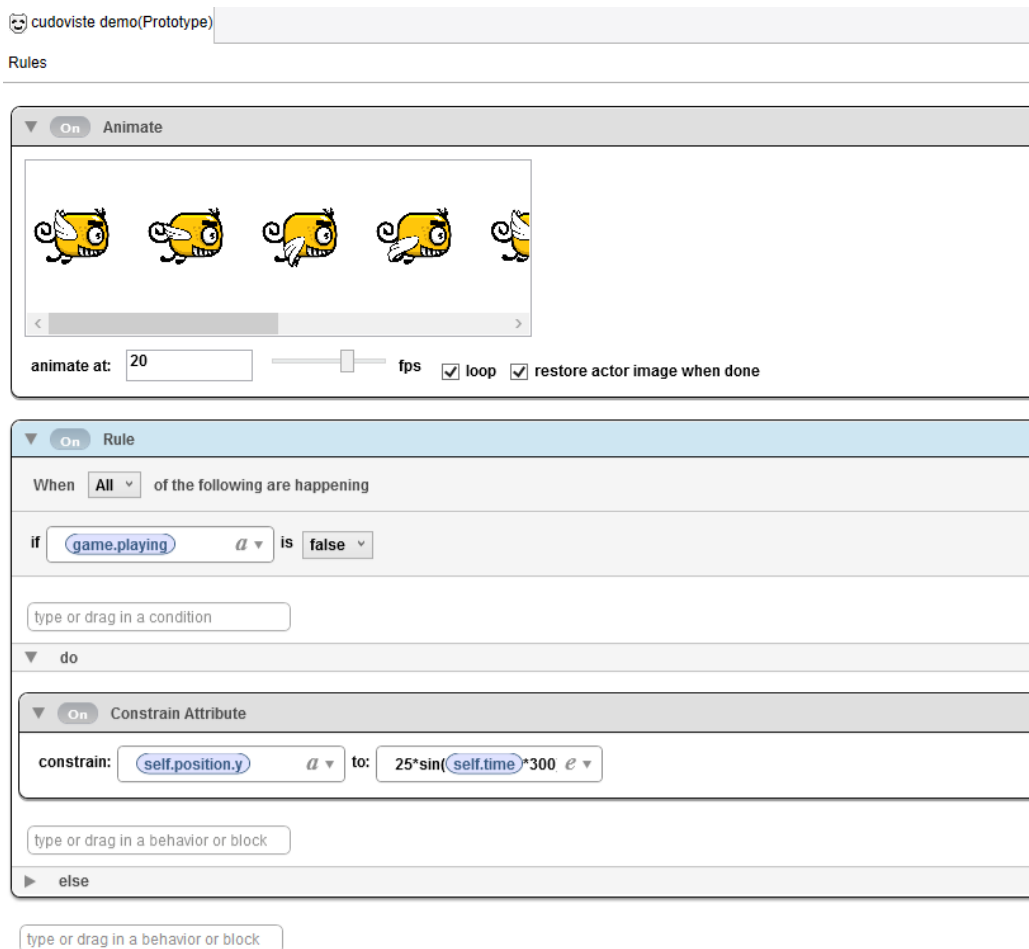 cudoviste demo(Prototype)
Rules
On Animate
animate at: 20 fps loop restore actor image when done
On Rule
When All of the following are happening
if game.playing a is false
type or drag in a condition
do
On Constrain Attribute
constrain: self.position.y a to: 25*sin(self.time*300 e
type or drag in a behavior or block
else
type or drag in a behavior or block